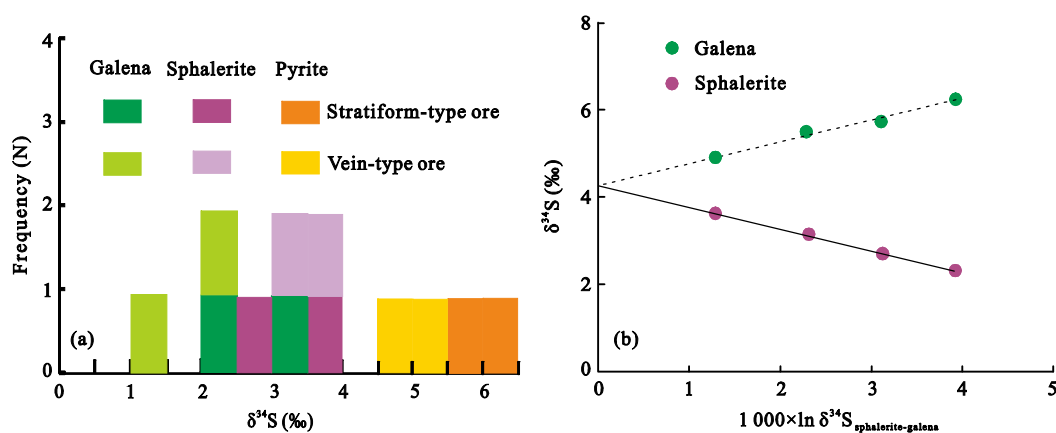 4
3
2
1
0
Frequency (N)
Galena Sphalerite Pyrite
Stratiform-type ore
Vein-type ore
(a)
0 1 2 3 4 5 6
δ³⁴S (‰)
8
6
4
2
0
δ³⁴S (‰)
Galena
Sphalerite
(b)
0 1 2 3 4 5
1 000×ln δ³⁴Ssphalerite-galena